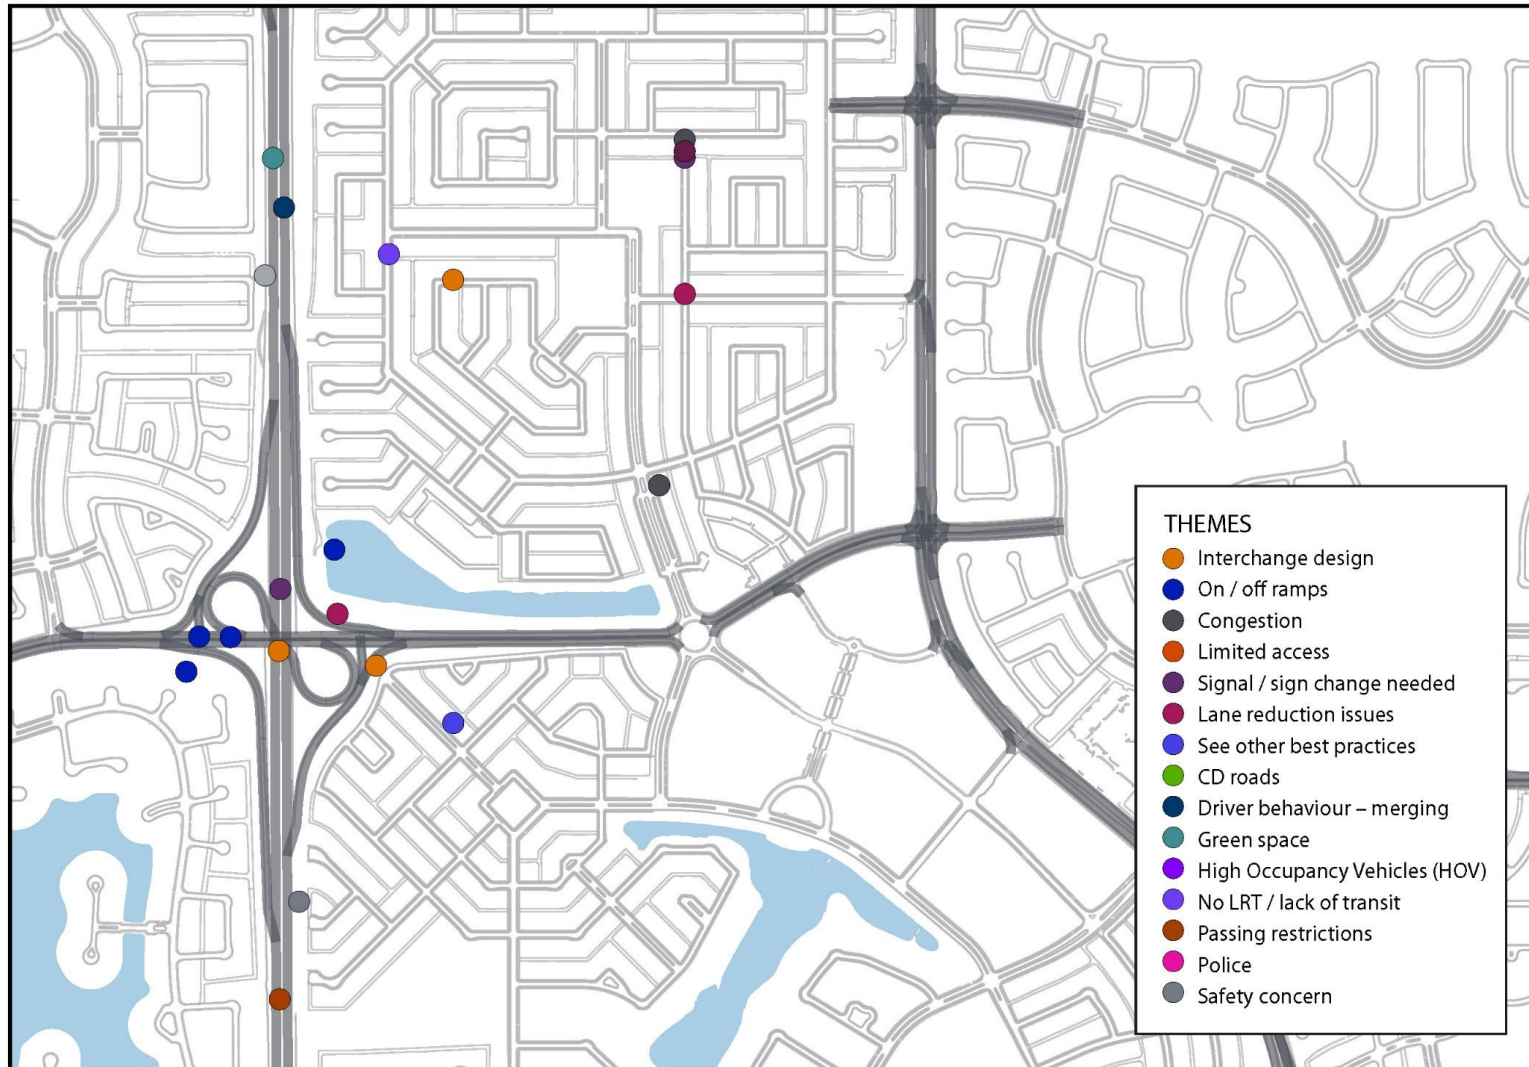 THEMES
Interchange design
On / off ramps
Congestion
Limited access
Signal / sign change needed
Lane reduction issues
See other best practices
CD roads
Driver behaviour – merging
Green space
High Occupancy Vehicles (HOV)
No LRT / lack of transit
Passing restrictions
Police
Safety concern